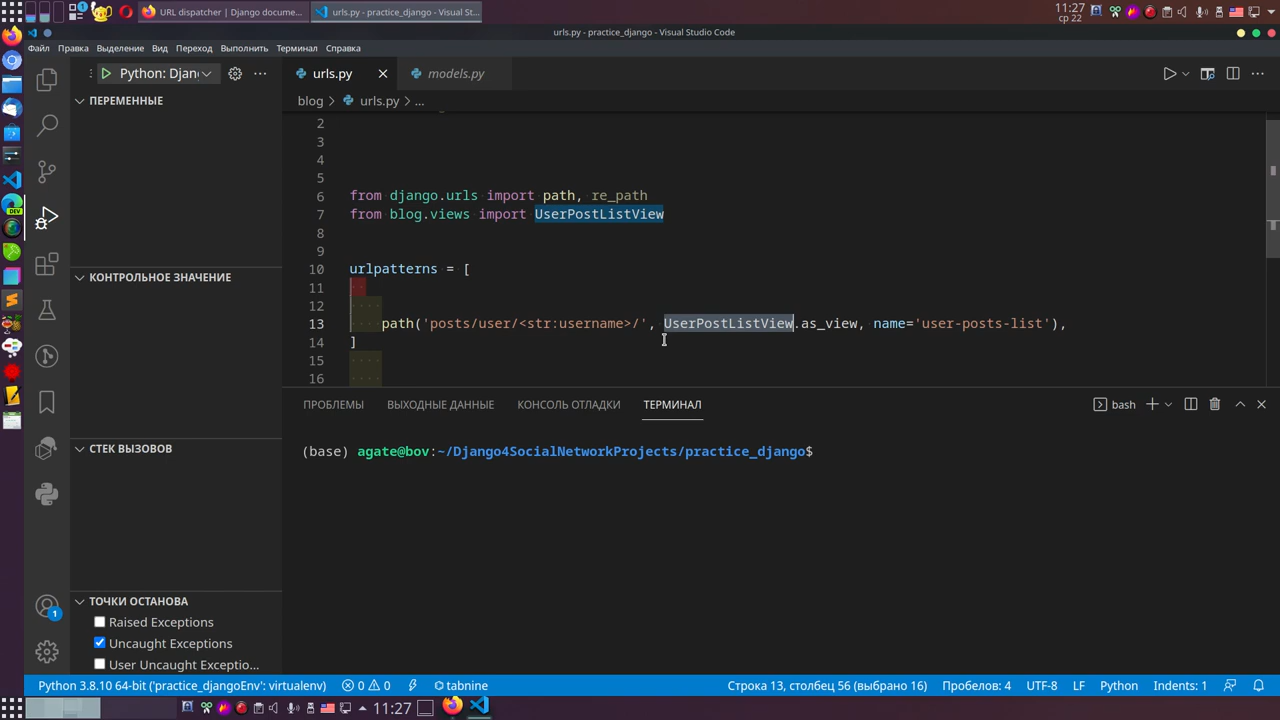 URL dispatcher | Django docume...
urls.py - practice_django - Visual St...
11:27
ср 22
urls.py - practice_django - Visual Studio Code
Файл Правка Выделение Вид Переход Выполнить Терминал Справка
Python: Djan
urls.py
models.py
ПЕРЕМЕННЫЕ
blog > urls.py > ...
2
3
4
5
6 from django.urls import path, re_path
7 from blog.views import UserPostListView
8
9
10 urlpatterns = [
11
12
13 path('posts/user/<str:username>/', UserPostListView.as_view, name='user-posts-list'),
14 ]
15
16
КОНТРОЛЬНОЕ ЗНАЧЕНИЕ
ПРОБЛЕМЫ ВЫХОДНЫЕ ДАННЫЕ КОНСОЛЬ ОТЛАДКИ ТЕРМИНАЛ
bash
СТЕК ВЫЗОВОВ
(base) agate@bov:~/Django4SocialNetworkProjects/practice_django$
ТОЧКИ ОСТАНОВА
Raised Exceptions
Uncaught Exceptions
User Uncaught Exceptio...
DEV
1
Python 3.8.10 64-bit ('practice_djangoEnv': virtualenv) 0 0 tabnine
Строка 13, столбец 56 (выбрано 16) Пробелов: 4 UTF-8 LF Python Indents: 1
11:27